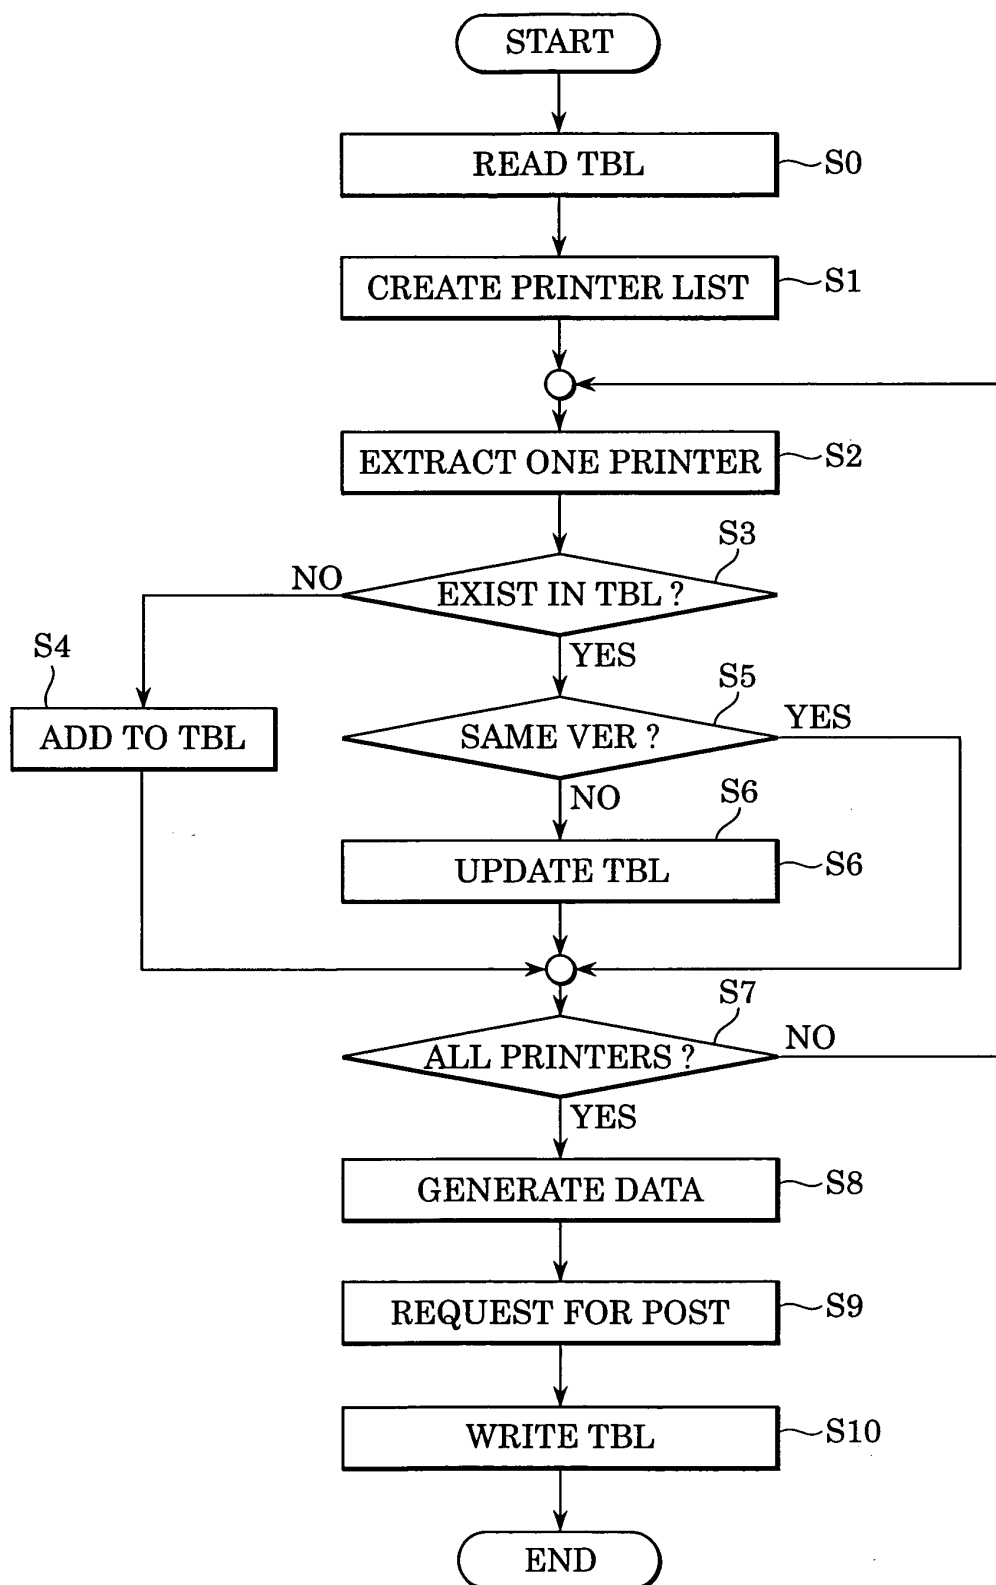 START
READ TBL
S0
CREATE PRINTER LIST
S1
EXTRACT ONE PRINTER
S2
S3
NO
EXIST IN TBL ?
YES
S4
ADD TO TBL
S5
SAME VER ?
YES
NO
S6
UPDATE TBL
S6
S7
ALL PRINTERS ?
NO
YES
GENERATE DATA
S8
REQUEST FOR POST
S9
WRITE TBL
S10
END